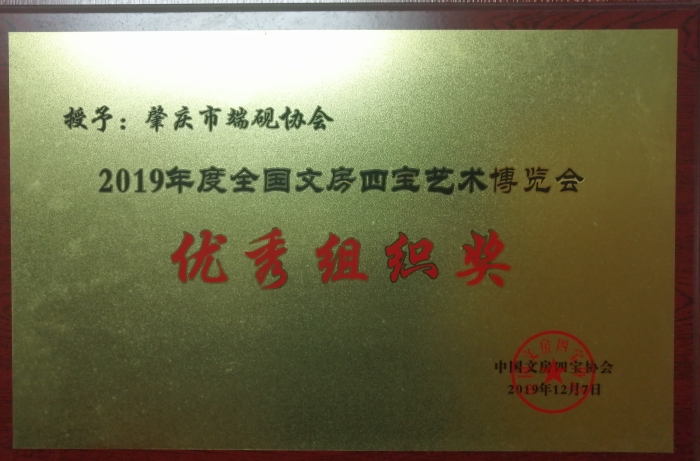 授予：肇庆市端砚协会
2019年度全国文房四宝艺术博览会
优秀组织奖
中国文房四宝协会
2019年12月7日